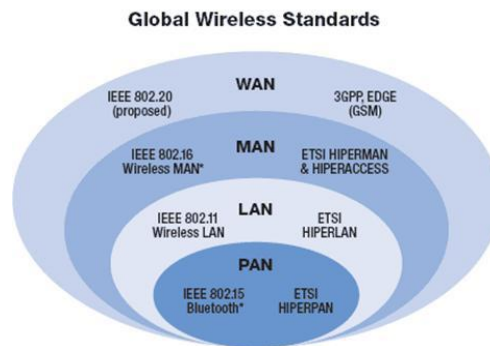 Global Wireless Standards
WAN
IEEE 802.20
(proposed)
3GPP, EDGE
(GSM)
MAN
IEEE 802.16
Wireless MAN*
ETSI HIPERMAN
& HIPERACCESS
LAN
IEEE 802.11
Wireless LAN
ETSI
HIPERLAN
PAN
IEEE 802.15
Bluetooth*
ETSI
HIPERPAN